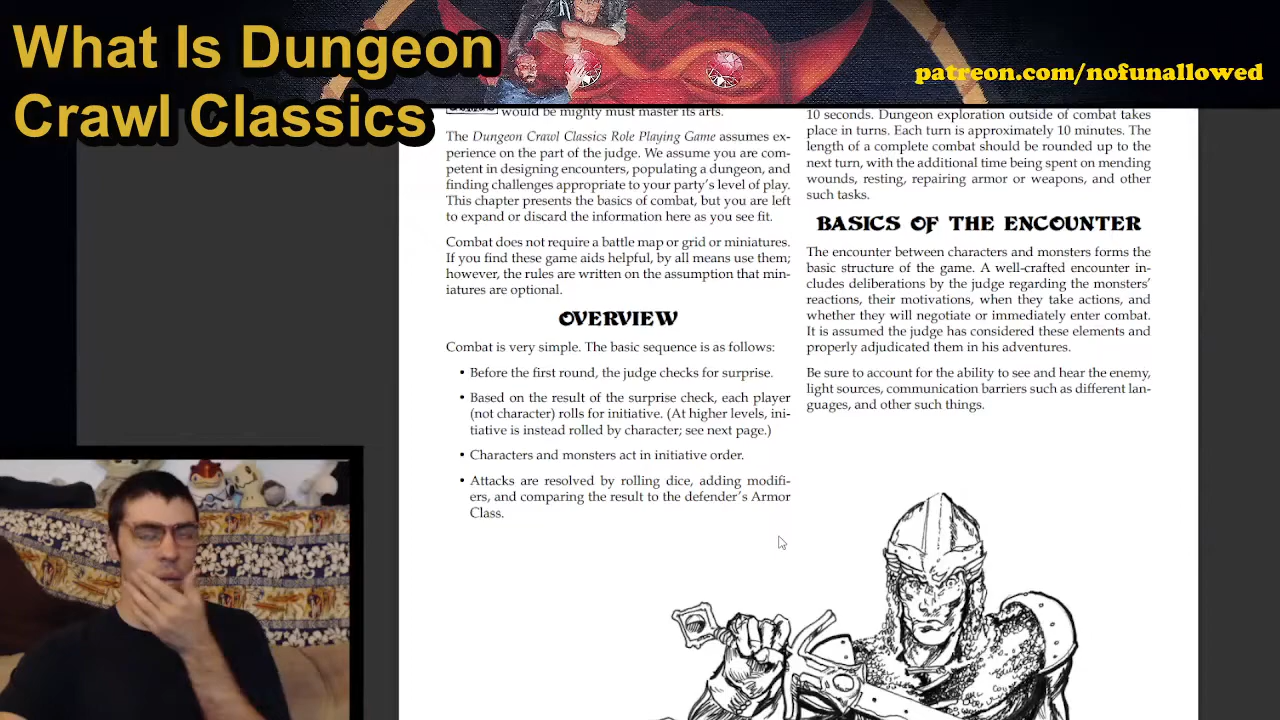 What Is Dungeon
Crawl Classics
patreon.com/nofunallowed
would be mighty must master its arts.
The Dungeon Crawl Classics Role Playing Game assumes ex-
perience on the part of the judge. We assume you are com-
petent in designing encounters, populating a dungeon, and
finding challenges appropriate to your party's level of play.
This chapter presents the basics of combat, but you are left
to expand or discard the information here as you see fit.
Combat does not require a battle map or grid or miniatures.
If you find these game aids helpful, by all means use them;
however, the rules are written on the assumption that min-
iatures are optional.
OVERVIEW
Combat is very simple. The basic sequence is as follows:
• Before the first round, the judge checks for surprise.
• Based on the result of the surprise check, each player
(not character) rolls for initiative. (At higher levels, ini-
tiative is instead rolled by character; see next page.)
• Characters and monsters act in initiative order.
• Attacks are resolved by rolling dice, adding modifi-
ers, and comparing the result to the defender's Armor
Class.
10 seconds. Dungeon exploration outside of combat takes
place in turns. Each turn is approximately 10 minutes. The
length of a complete combat should be rounded up to the
next turn, with the additional time being spent on mending
wounds, resting, repairing armor or weapons, and other
such tasks.
BASICS OF THE ENCOUNTER
The encounter between characters and monsters forms the
basic structure of the game. A well-crafted encounter in-
cludes deliberations by the judge regarding the monsters'
reactions, their motivations, when they take actions, and
whether they will negotiate or immediately enter combat.
It is assumed the judge has considered these elements and
properly adjudicated them in his adventures.
Be sure to account for the ability to see and hear the enemy,
light sources, communication barriers such as different lan-
guages, and other such things.